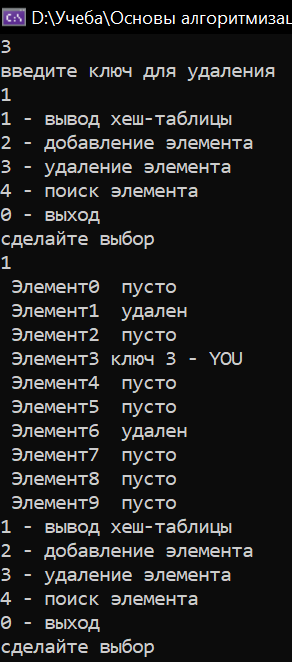 D:\Учеба\Основы алгоритмизац
3
введите ключ для удаления
1
1 - вывод хеш-таблицы
2 - добавление элемента
3 - удаление элемента
4 - поиск элемента
0 - выход
сделайте выбор
1
Элемент0  пусто
Элемент1  удален
Элемент2  пусто
Элемент3 ключ 3 - YOU
Элемент4  пусто
Элемент5  пусто
Элемент6  удален
Элемент7  пусто
Элемент8  пусто
Элемент9  пусто
1 - вывод хеш-таблицы
2 - добавление элемента
3 - удаление элемента
4 - поиск элемента
0 - выход
сделайте выбор